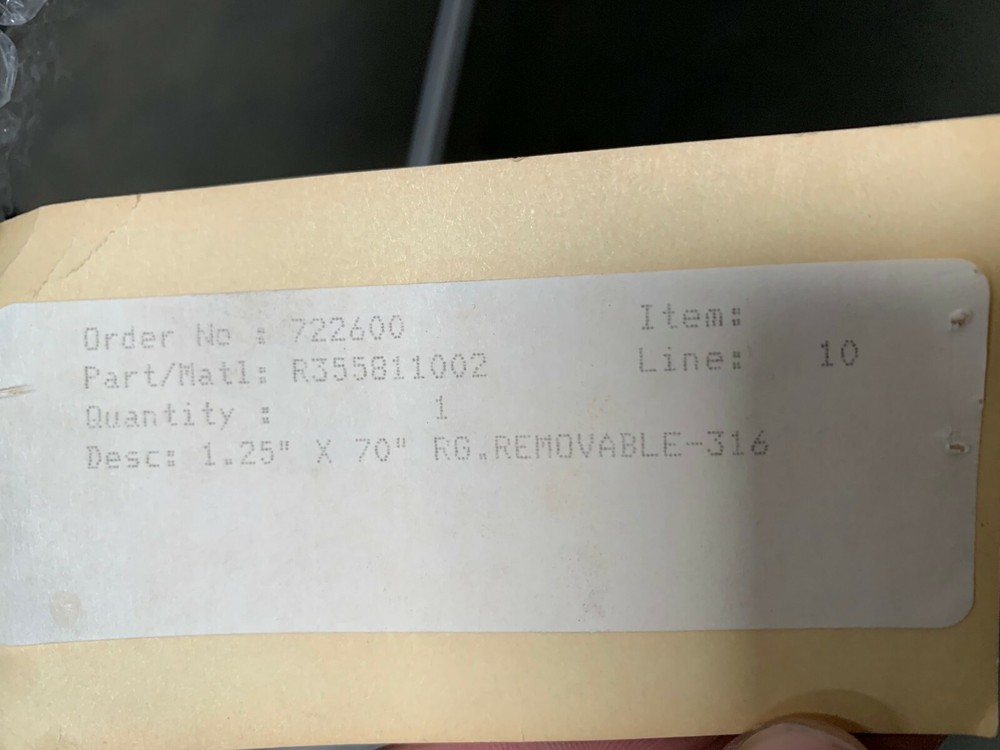 Order No : 722600 Item:
Part/Matl: R355811002 Line: 10
Quantity : 1
Desc: 1.25" X 70" RG.REMOVABLE-316